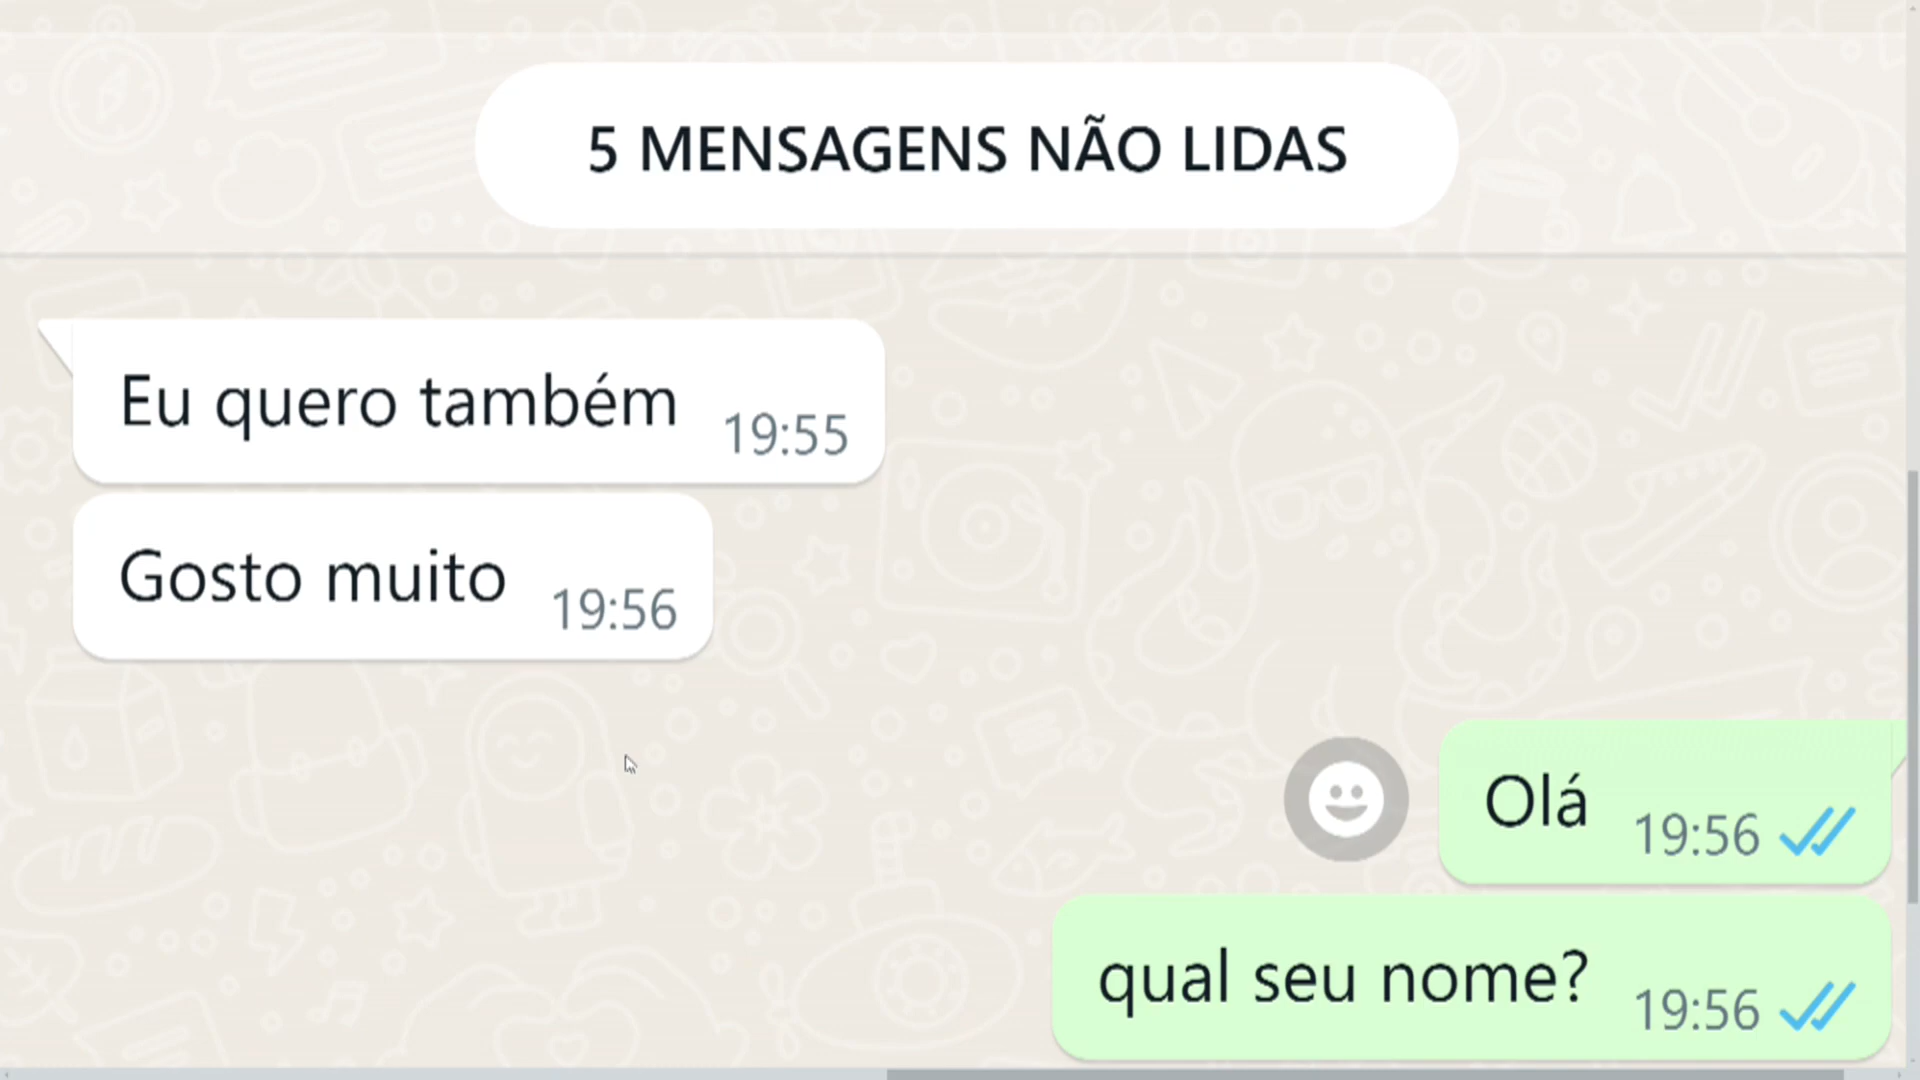 5 MENSAGENS NÃO LIDAS
Eu quero também 19:55
Gosto muito 19:56
Olá 19:56
qual seu nome? 19:56